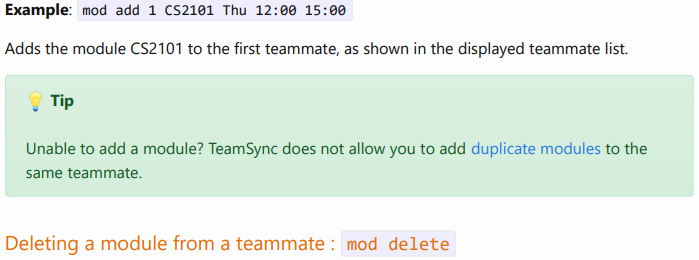 Example: mod add 1 CS2101 Thu 12:00 15:00
Adds the module CS2101 to the first teammate, as shown in the displayed teammate list.
Tip
Unable to add a module? TeamSync does not allow you to add duplicate modules to the
same teammate.
Deleting a module from a teammate : mod delete